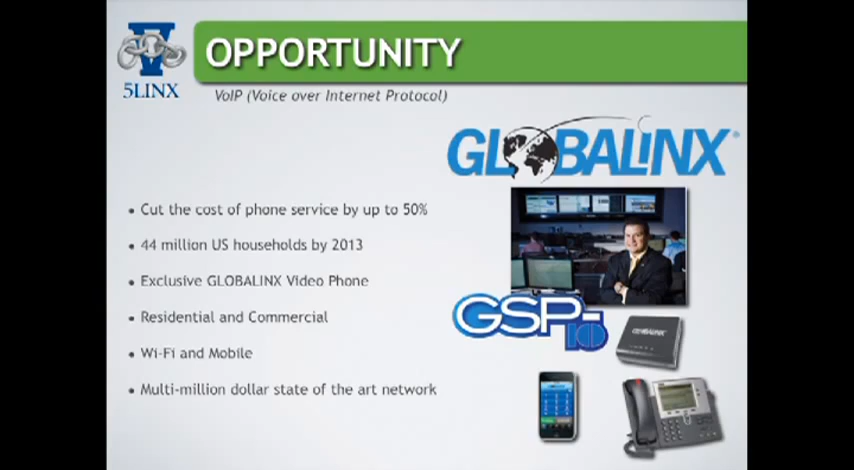 5LINX
OPPORTUNITY
VoIP (Voice over Internet Protocol)
GLOBALINX®
• Cut the cost of phone service by up to 50%
• 44 million US households by 2013
• Exclusive GLOBALINX Video Phone
• Residential and Commercial
• Wi-Fi and Mobile
• Multi-million dollar state of the art network
GSP-10
GLOBALINX